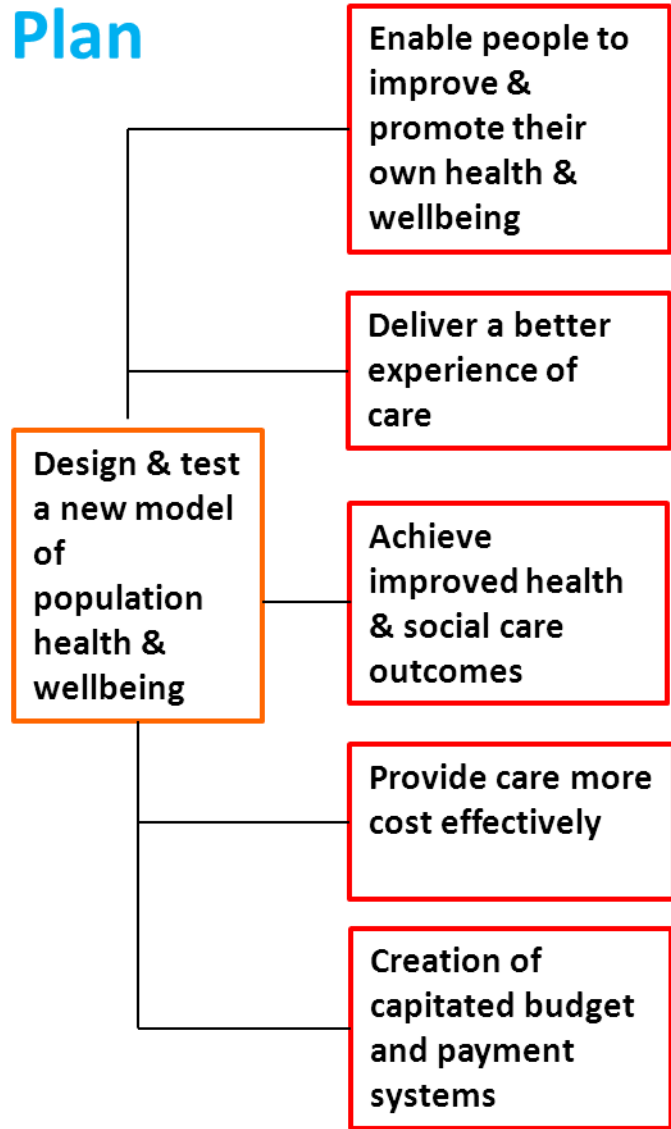 Plan
Enable people to
improve &
promote their
own health &
wellbeing
Deliver a better
experience of
care
Design & test
a new model
of
population
health &
wellbeing
Achieve
improved health
& social care
outcomes
Provide care more
cost effectively
Creation of
capitated budget
and payment
systems